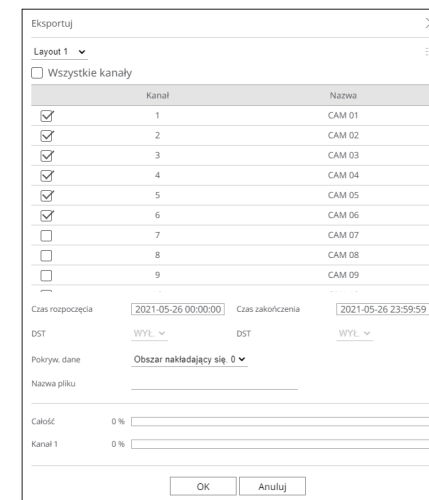 Eksportuj
Layout 1
Wszystkie kanały
Kanał Nazwa
1 CAM 01
2 CAM 02
3 CAM 03
4 CAM 04
5 CAM 05
6 CAM 06
7 CAM 07
8 CAM 08
9 CAM 09
Czas rozpoczęcia 2021-05-26 00:00:00 Czas zakończenia 2021-05-26 23:59:59
DST WYŁ. DST WYŁ.
Pokryw. dane Obszar nakładający się. 0
Nazwa pliku
Całość 0 %
Kanał 1 0 %
OK Anuluj